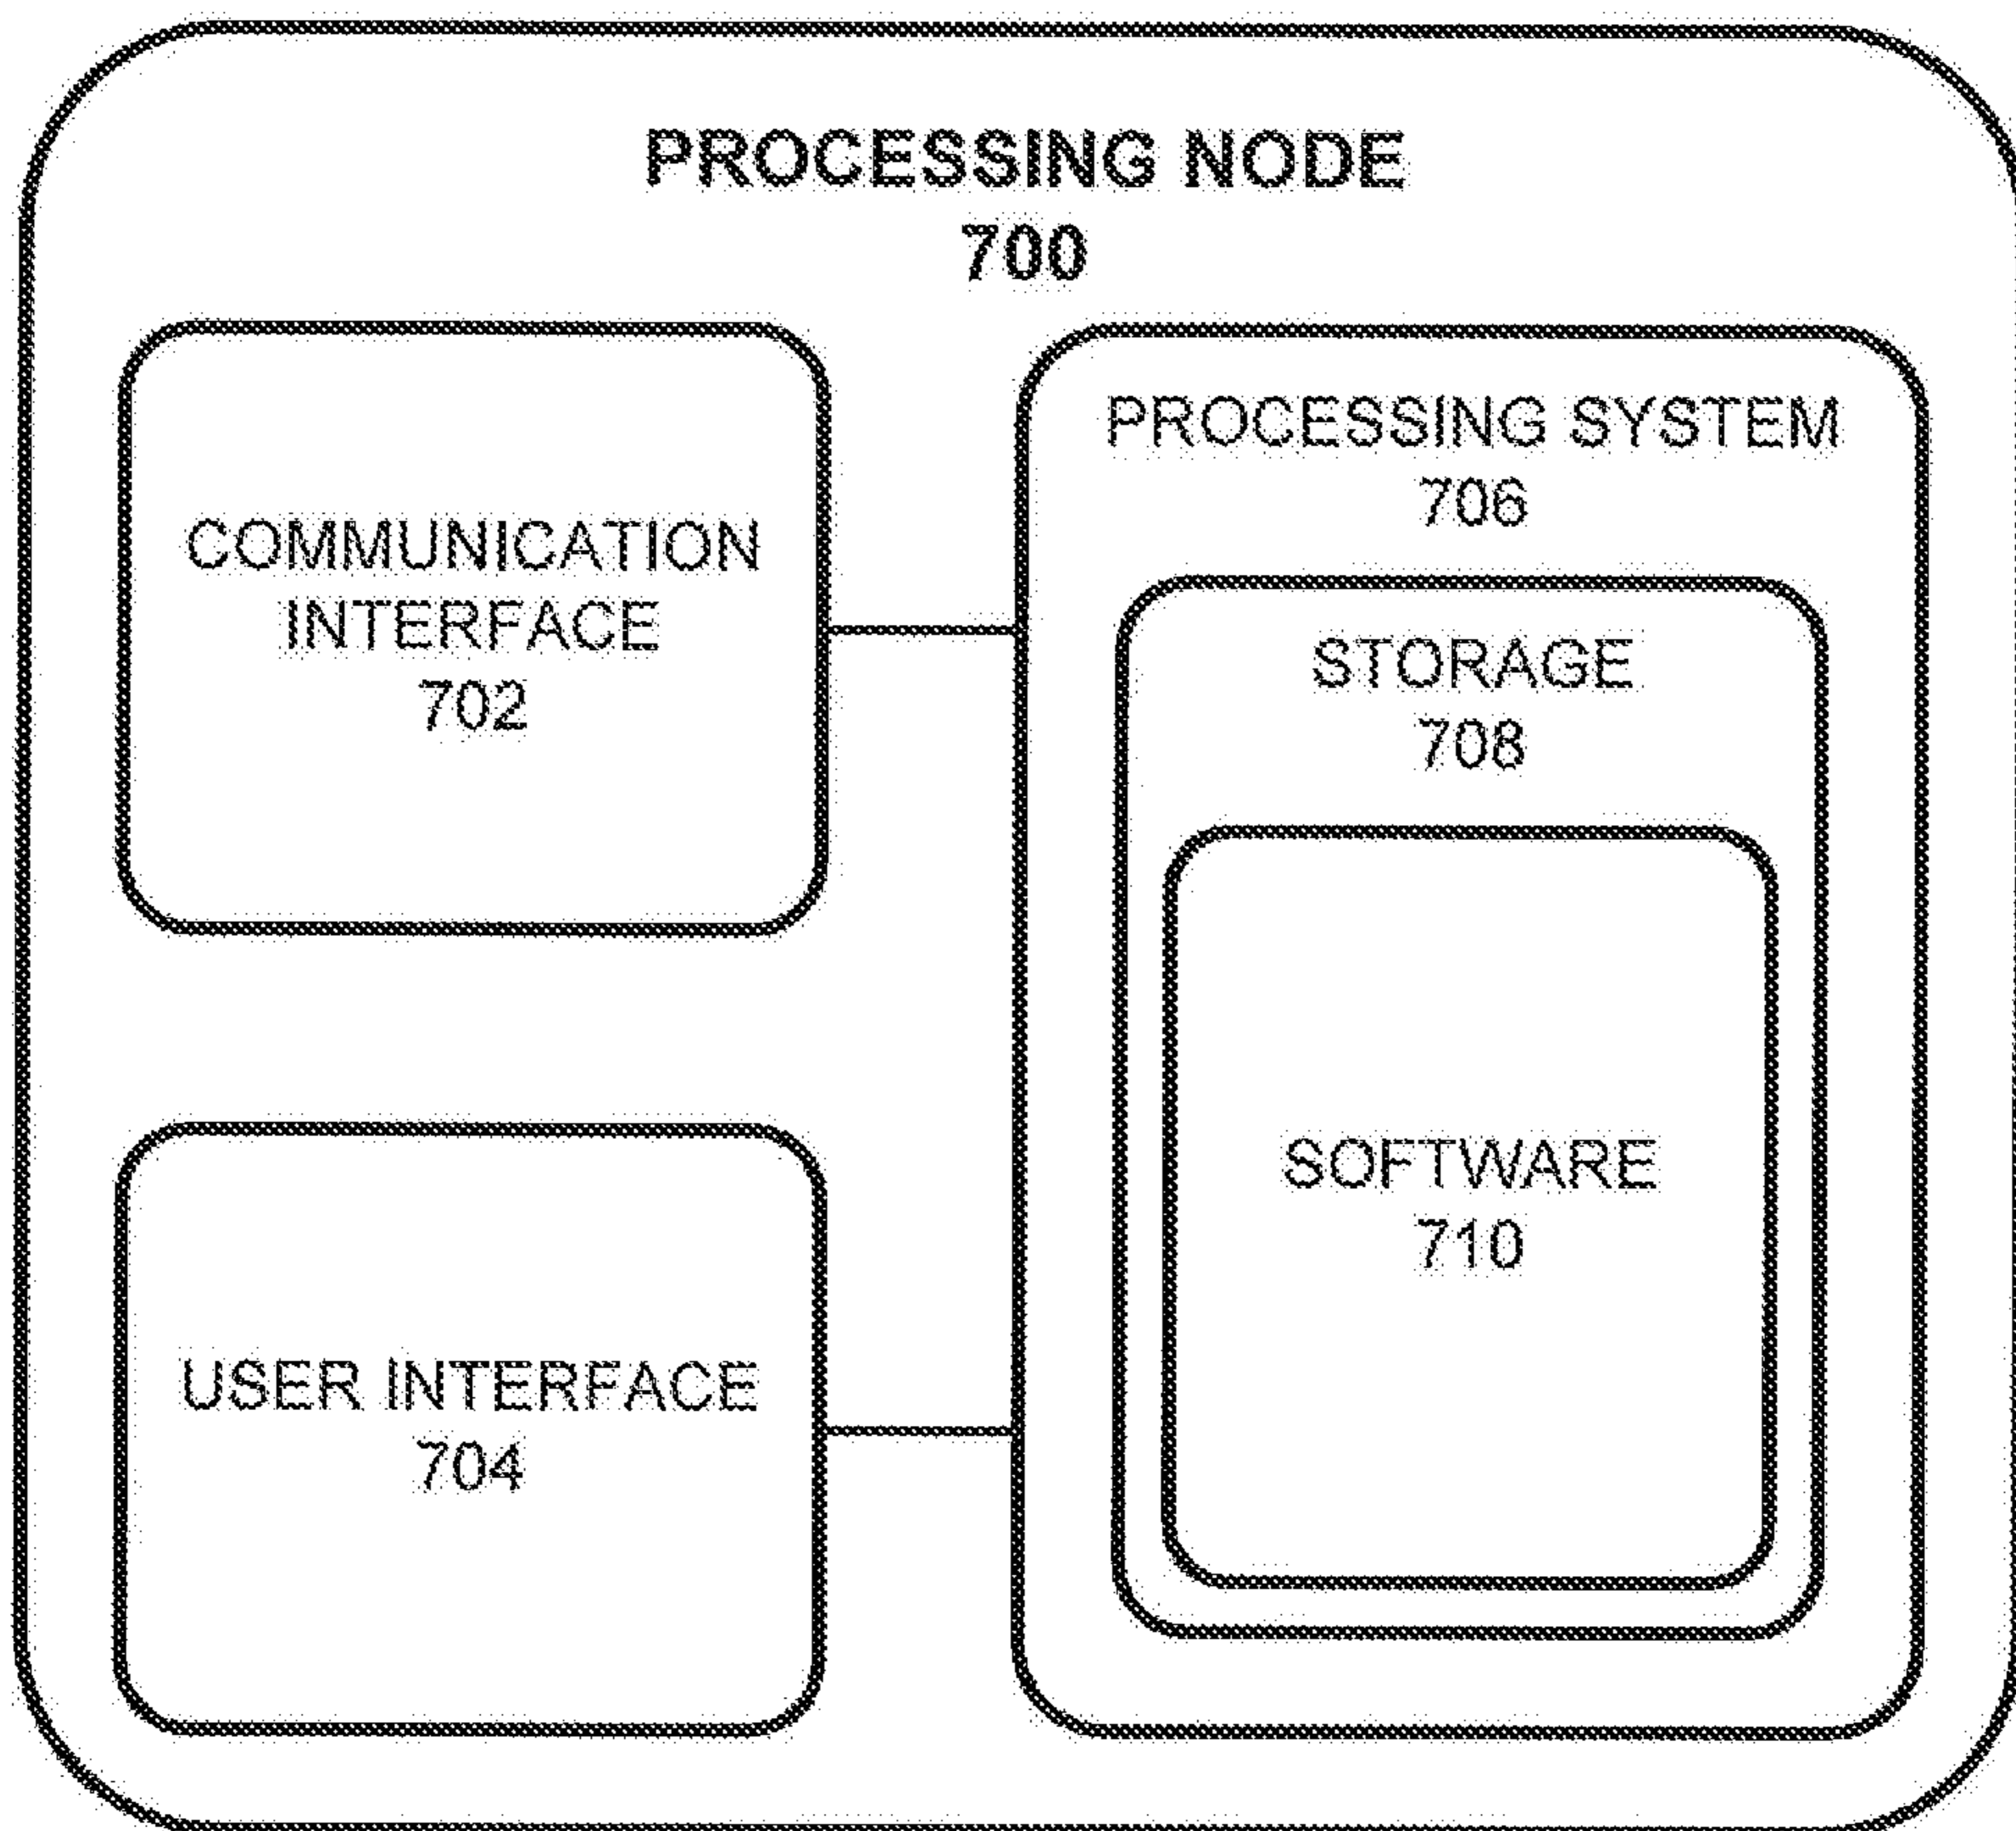 PROCESSING NODE
700
COMMUNICATION
INTERFACE
702
USER INTERFACE
704
PROCESSING SYSTEM
706
STORAGE
708
SOFTWARE
710